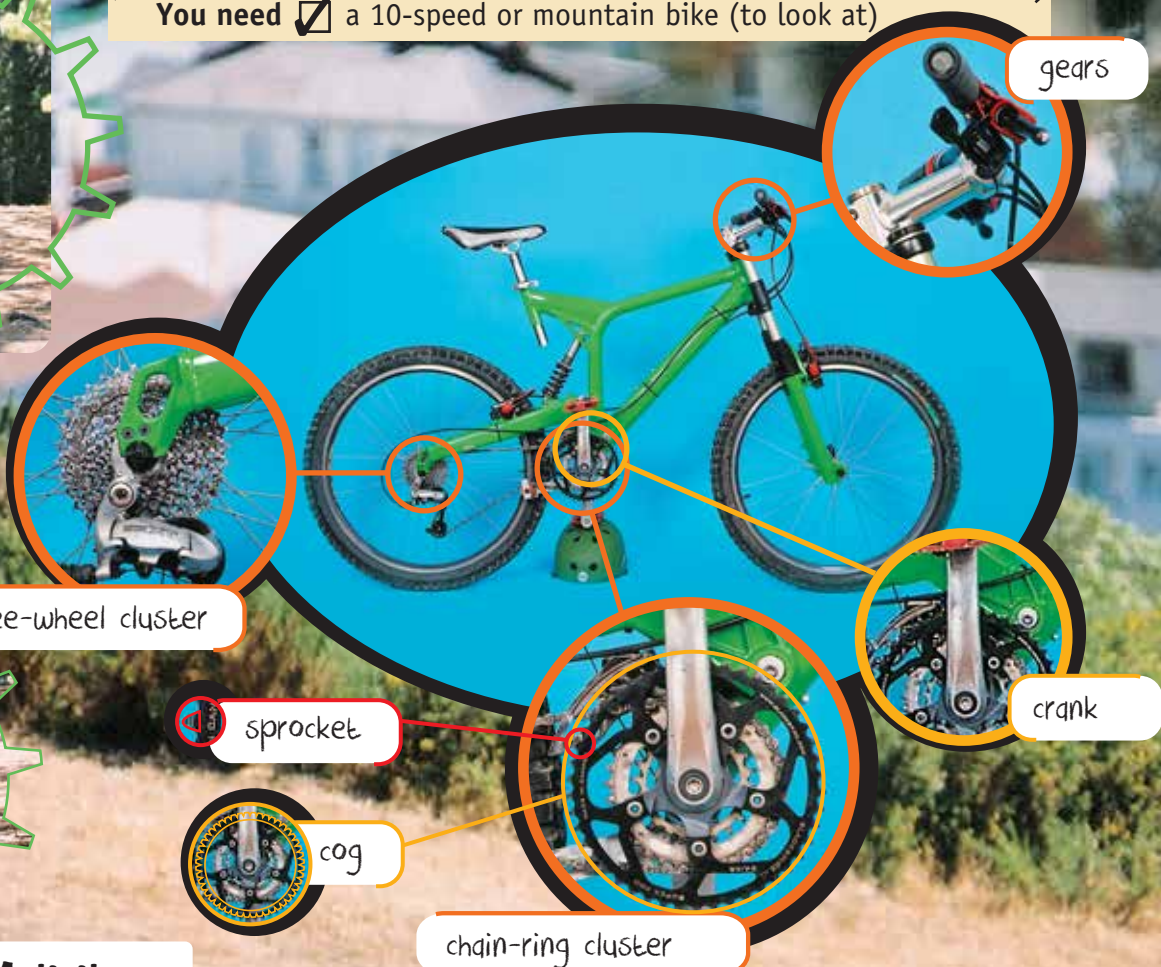 You need ☑ a 10-speed or mountain bike (to look at)
gears
ee-wheel cluster
sprocket
crank
cog
chain-ring cluster